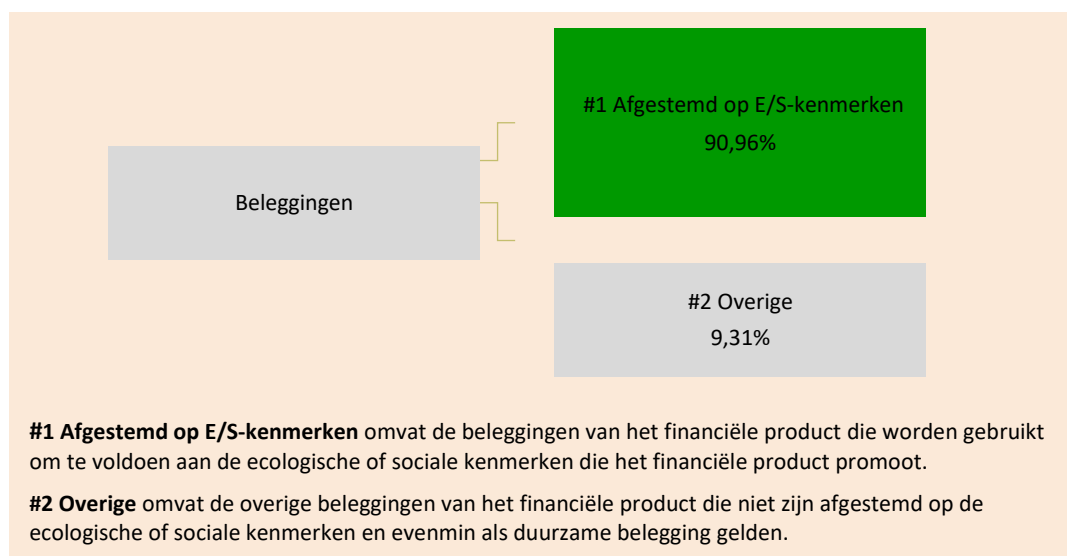 #1 Afgestemd op E/S-kenmerken
90,96%
Beleggingen
#2 Overige
9,31%
#1 Afgestemd op E/S-kenmerken omvat de beleggingen van het financiële product die worden gebruikt
om te voldoen aan de ecologische of sociale kenmerken die het financiële product promoot.
#2 Overige omvat de overige beleggingen van het financiële product die niet zijn afgestemd op de
ecologische of sociale kenmerken en evenmin als duurzame belegging gelden.